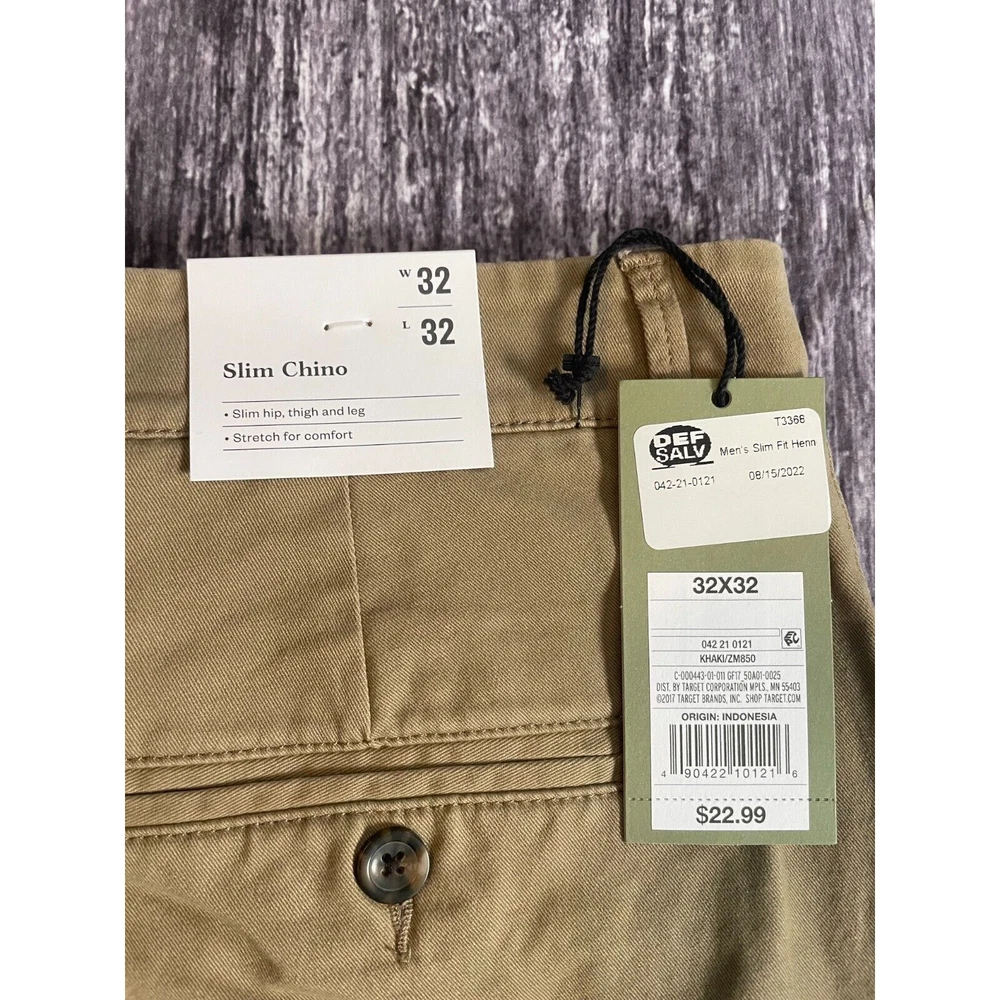 W 32
L 32
Slim Chino
• Slim hip, thigh and leg
• Stretch for comfort
T3368
DEF
SALV
Men's Slim Fit Henn
042-21-0121 08/15/2022
32X32
042 21 0121
KHAKI/ZM850
C-000443-01-011 GF17_50A01-0025
DIST. BY TARGET CORPORATION MPLS., MN 55403
©2017 TARGET BRANDS, INC. SHOP TARGET.COM
ORIGIN: INDONESIA
4 90422 10121 6
$22.99